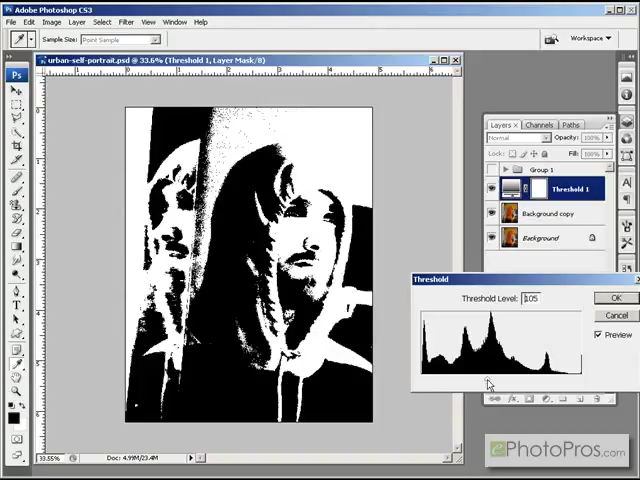 Adobe Photoshop CS3
File Edit Image Layer Select Filter View Window Help
Sample Size: Point Sample
Workspace
Ps
urban-self-portrait.psd @ 33.6% (Threshold 1, Layer Mask/8)
Layers Channels Paths
Normal Opacity: 100%
Lock: Fill: 100%
Group 1
Threshold 1
Background copy
Background
Threshold
Threshold Level: 105
OK
Cancel
Preview
33.55% Doc: 4.99M/23.4M
ePhotoPros.com